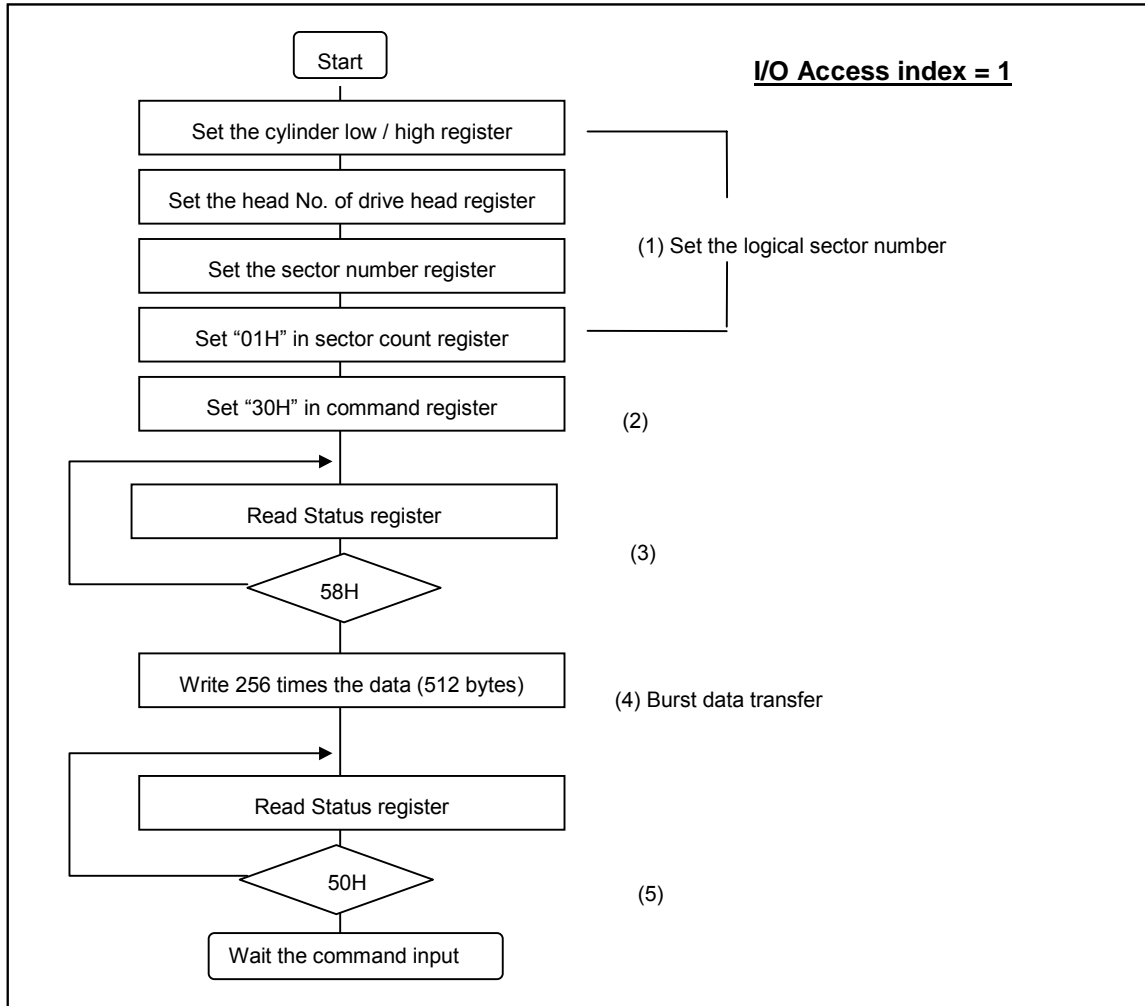 Start
I/O Access index = 1
Set the cylinder low / high register
Set the head No. of drive head register
(1) Set the logical sector number
Set the sector number register
Set “01H” in sector count register
Set “30H” in command register
(2)
Read Status register
(3)
58H
Write 256 times the data (512 bytes)
(4) Burst data transfer
Read Status register
50H
(5)
Wait the command input